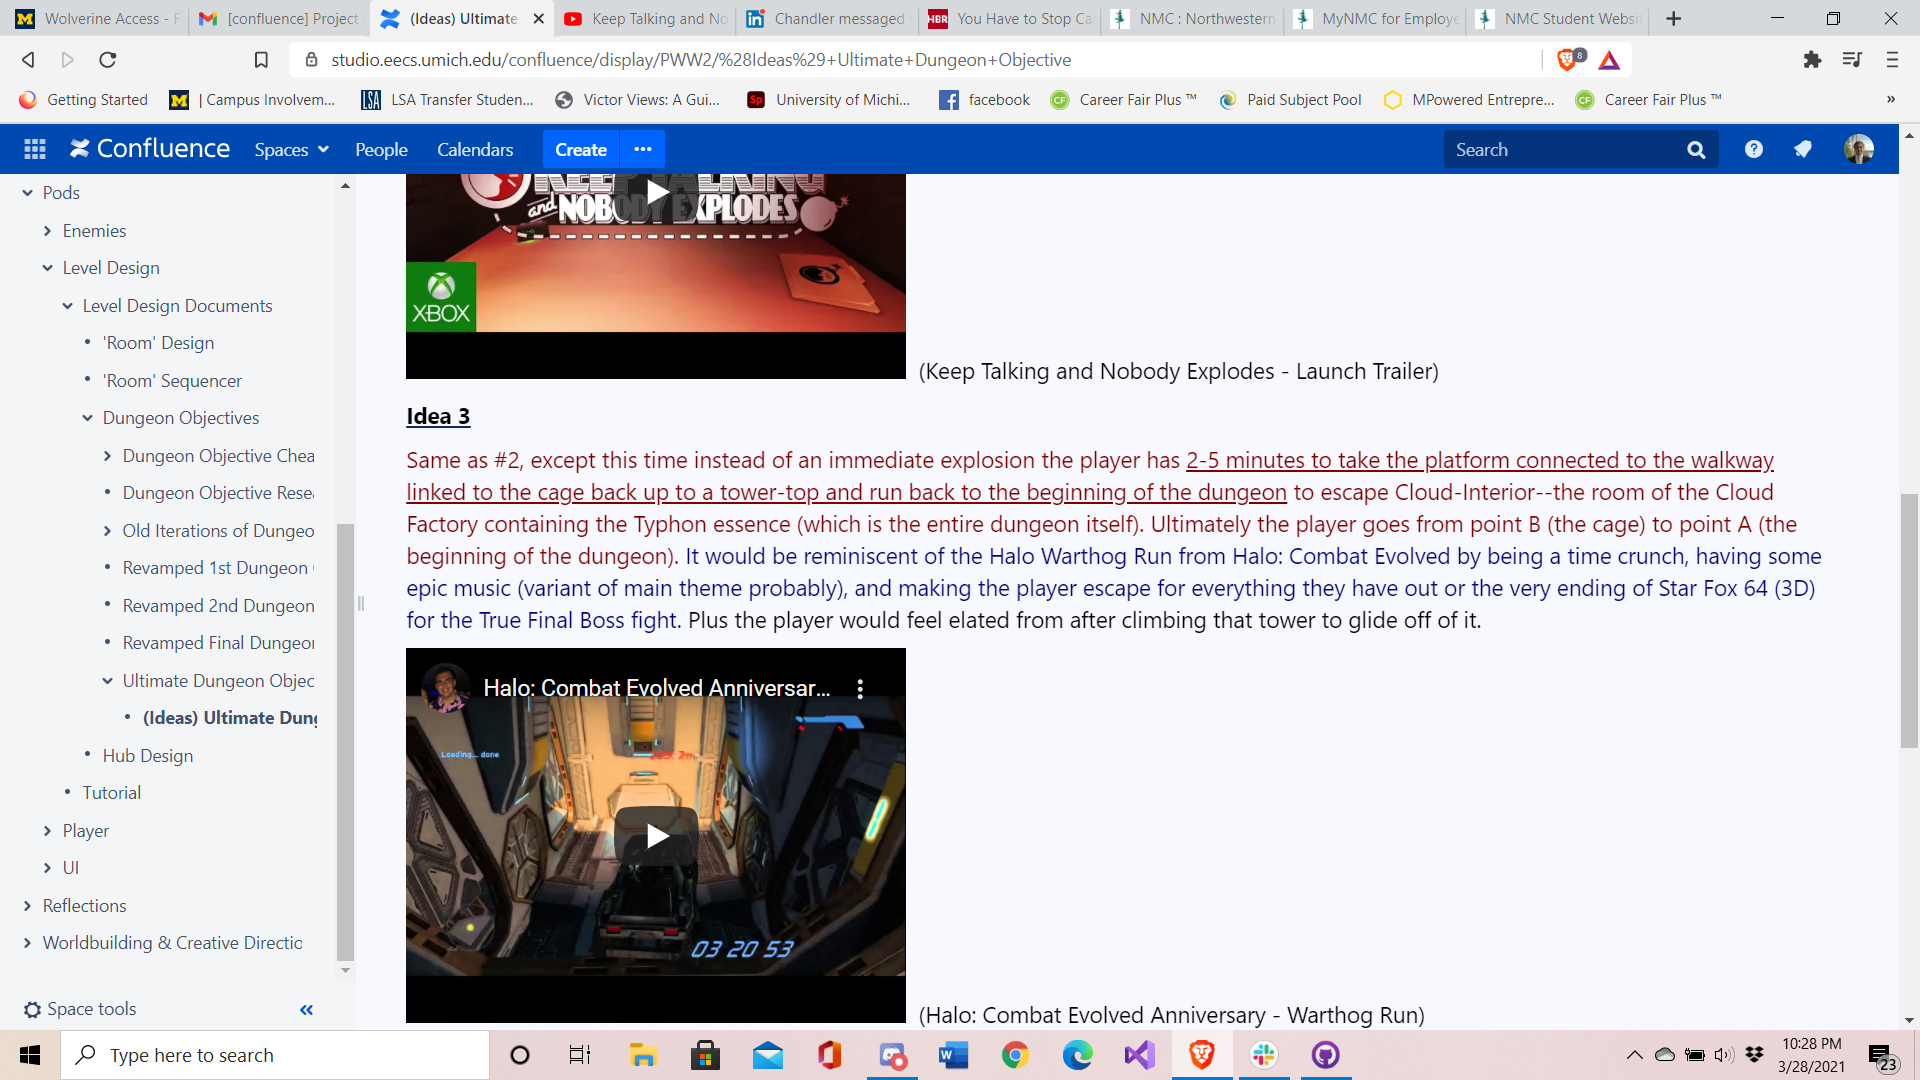 Wolverine Access - F
[confluence] Project
(Ideas) Ultimate
Keep Talking and No
Chandler messaged
HBR
You Have to Stop Ca
NMC : Northwestern
MyNMC for Employe
NMC Student Websi
studio.eecs.umich.edu/confluence/display/PWW2/%28Ideas%29+Ultimate+Dungeon+Objective
8
Getting Started
| Campus Involvem...
LSA
LSA Transfer Studen...
Victor Views: A Gui...
Sp
University of Michi...
facebook
CF
Career Fair Plus ™
Paid Subject Pool
MPowered Entrepre...
CF
Career Fair Plus ™
»
Confluence
Spaces
People
Calendars
Create
Search
Pods
Enemies
Level Design
Level Design Documents
'Room' Design
'Room' Sequencer
Dungeon Objectives
Dungeon Objective Chea
Dungeon Objective Resea
Old Iterations of Dungeo
Revamped 1st Dungeon
Revamped 2nd Dungeon
Revamped Final Dungeon
Ultimate Dungeon Objec
(Ideas) Ultimate Dung
Hub Design
Tutorial
Player
UI
Reflections
Worldbuilding & Creative Directio
Space tools
KEEP TALKING
and NOBODY EXPLODES
XBOX
(Keep Talking and Nobody Explodes - Launch Trailer)
Idea 3
Same as #2, except this time instead of an immediate explosion the player has 2-5 minutes to take the platform connected to the walkway
linked to the cage back up to a tower-top and run back to the beginning of the dungeon to escape Cloud-Interior--the room of the Cloud
Factory containing the Typhon essence (which is the entire dungeon itself). Ultimately the player goes from point B (the cage) to point A (the
beginning of the dungeon). It would be reminiscent of the Halo Warthog Run from Halo: Combat Evolved by being a time crunch, having some
epic music (variant of main theme probably), and making the player escape for everything they have out or the very ending of Star Fox 64 (3D)
for the True Final Boss fight. Plus the player would feel elated from after climbing that tower to glide off of it.
Halo: Combat Evolved Anniversar...
Loading... done
03 20 53
(Halo: Combat Evolved Anniversary - Warthog Run)
Type here to search
10:28 PM
3/28/2021
23